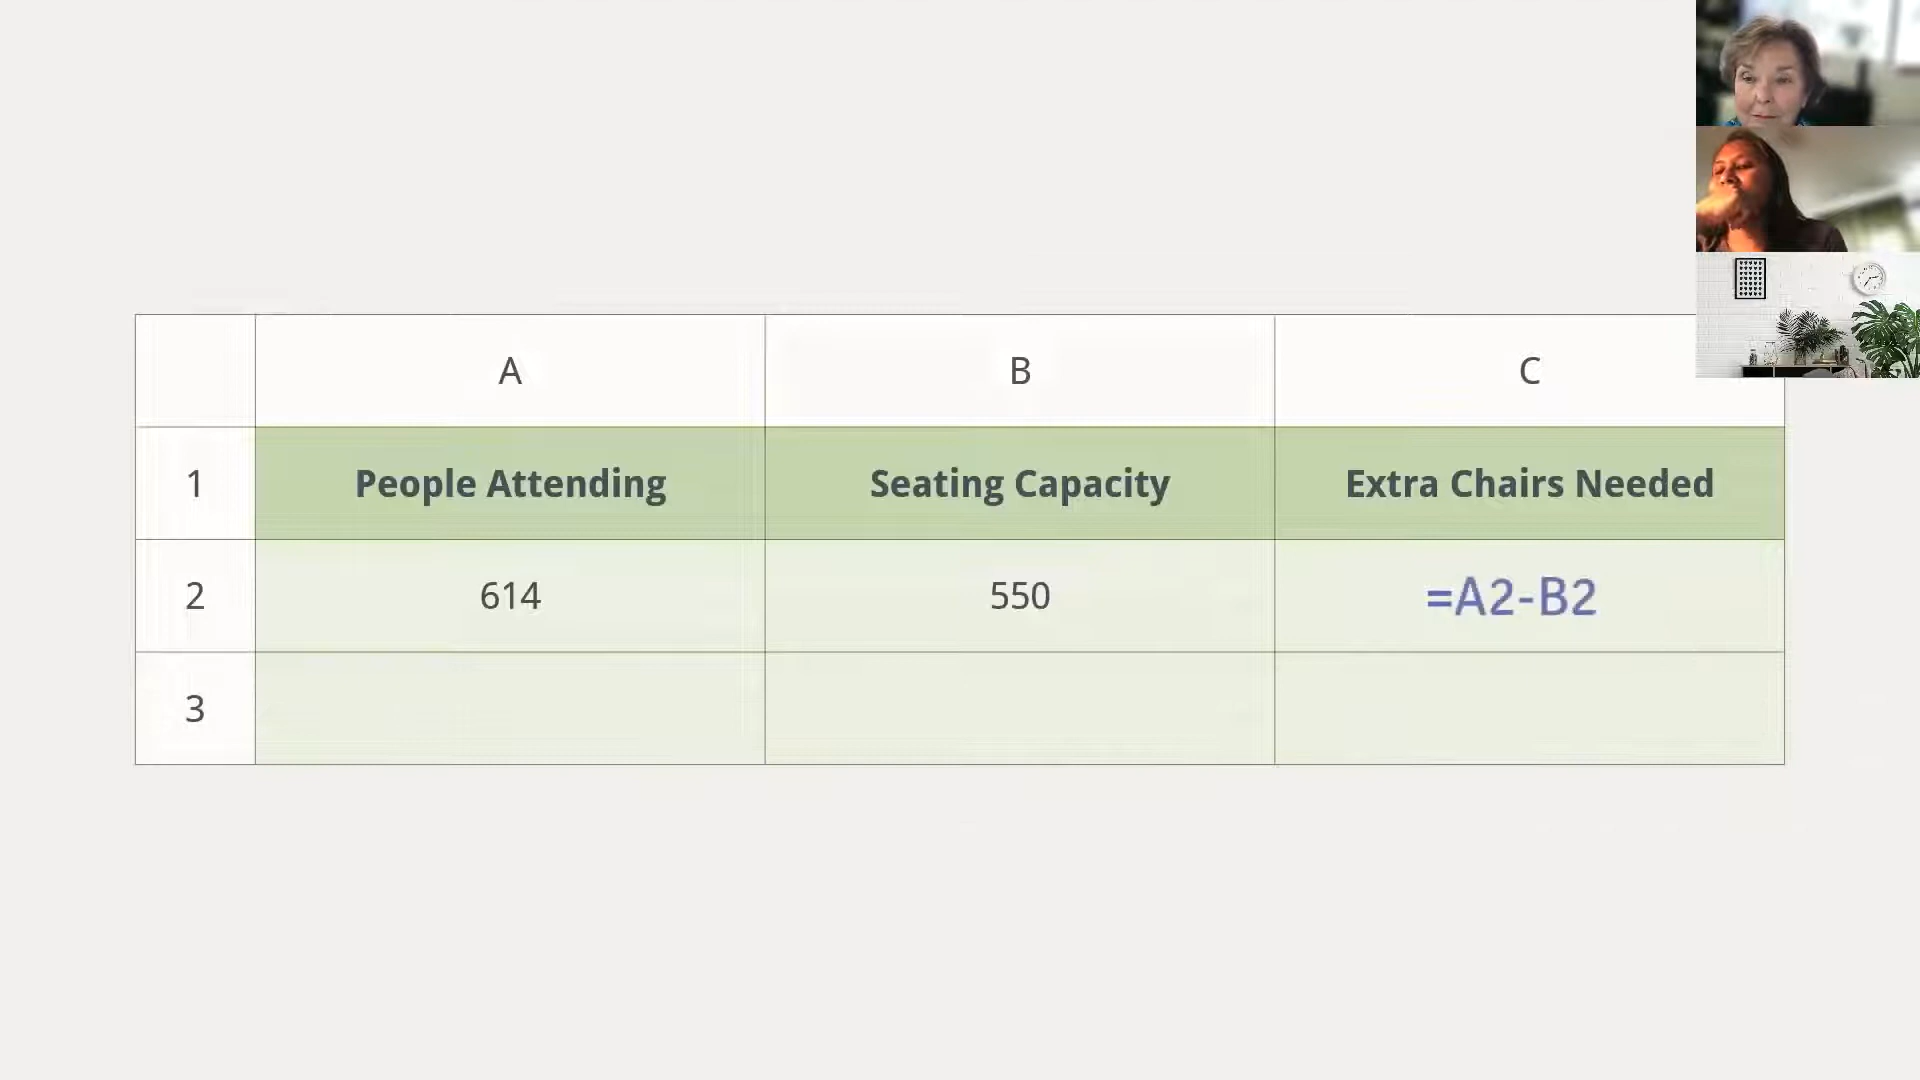 A B C
1 People Attending Seating Capacity Extra Chairs Needed
2 614 550 =A2-B2
3